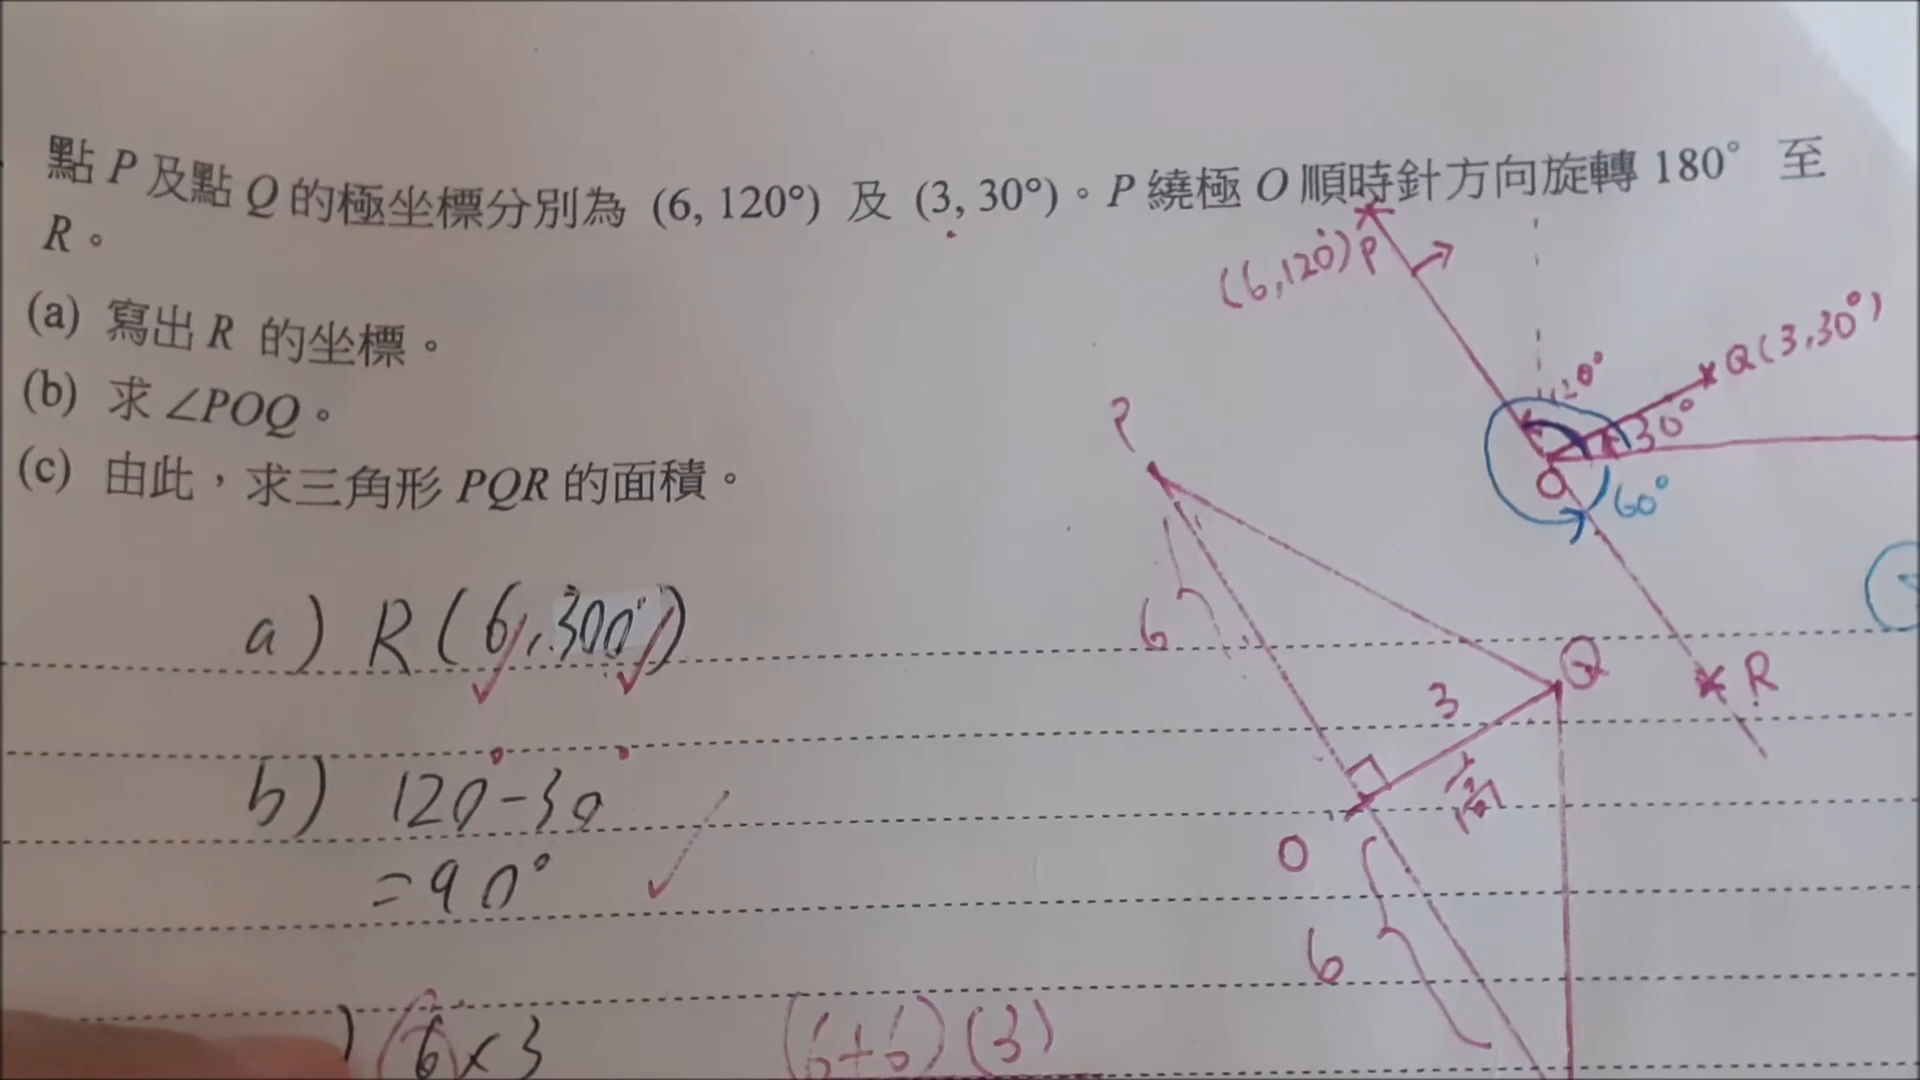 點 P 及點 Q 的極坐標分別為 (6, 120°) 及 (3, 30°)。P 繞極 O 順時針方向旋轉 180° 至
R。
(a) 寫出 R 的坐標。
(b) 求 ∠POQ。
(c) 由此,求三角形 PQR 的面積。
(6,120°) P
Q(3,30°)
120°
30°
O
60°
R
P
6
Q
3
高
O
6
a) R(6,300°)
b) 120°-30°
=90°
) 6×3
(6+6)(3)